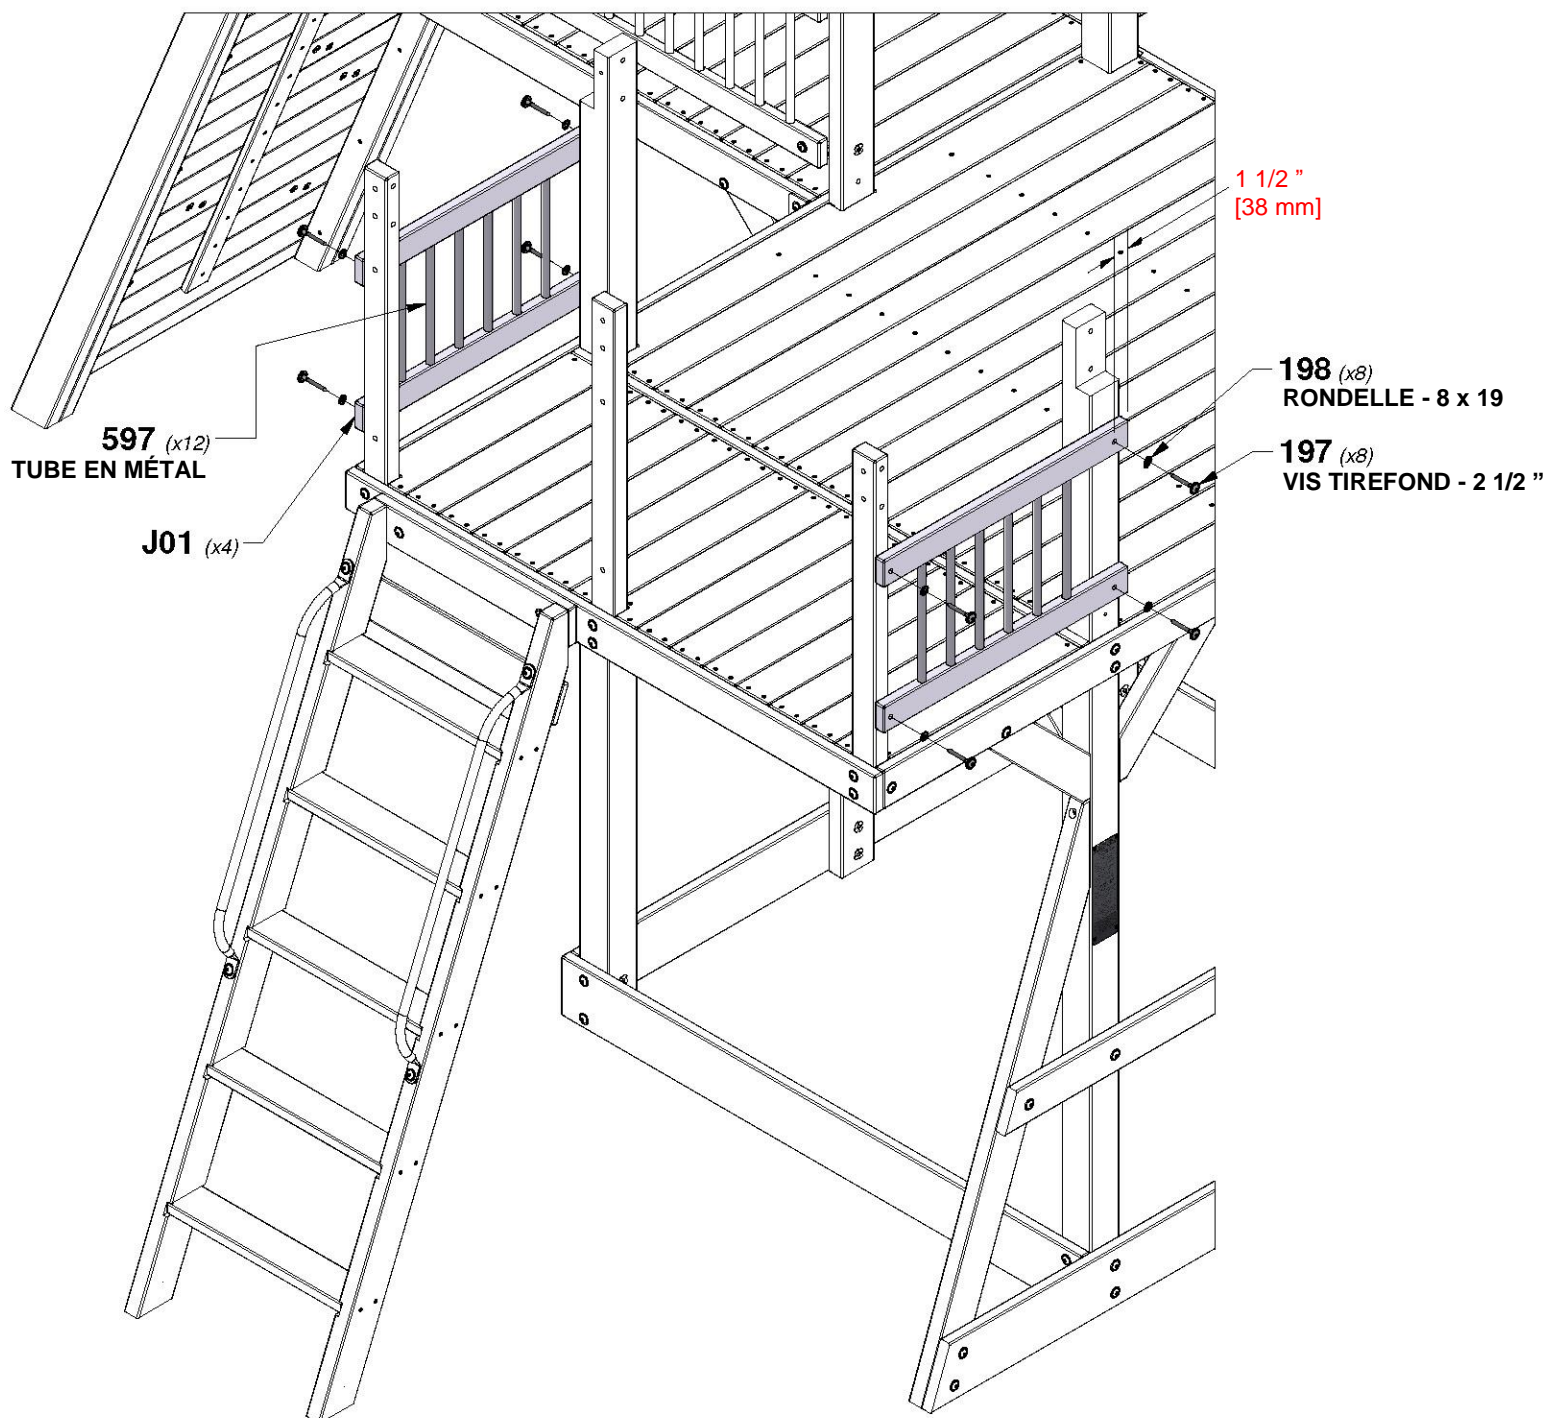 1 1/2 ”
[38 mm]
198 (x8)
RONDELLE - 8 x 19
597 (x12)
TUBE EN MÉTAL
197 (x8)
VIS TIREFOND - 2 1/2 ”
J01 (x4)